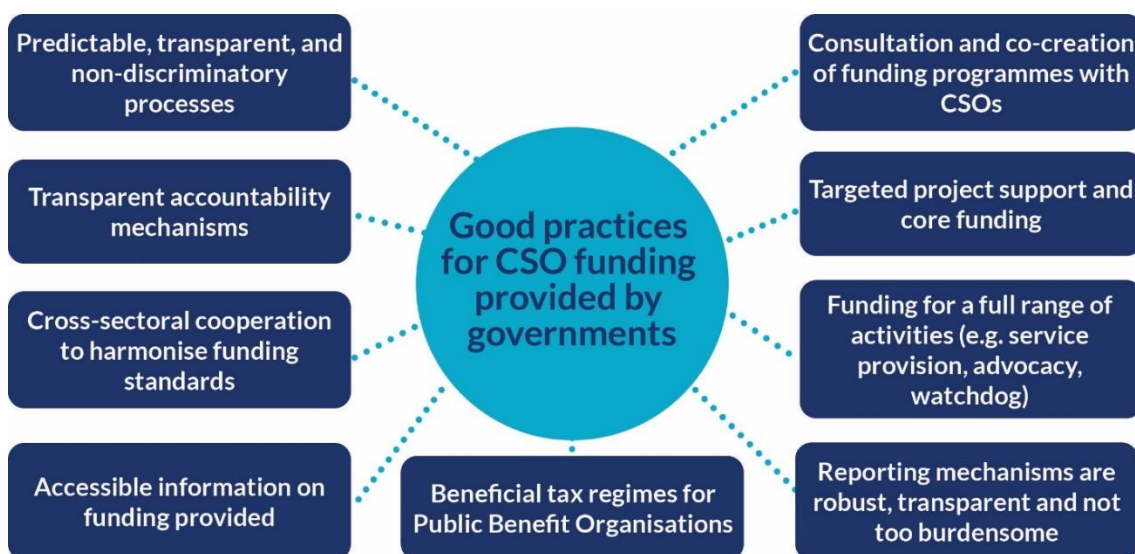 Predictable, transparent, and
non-discriminatory
processes
Transparent accountability
mechanisms
Cross-sectoral cooperation
to harmonise funding
standards
Accessible information on
funding provided
Good practices
for CSO funding
provided by
governments
Beneficial tax regimes for
Public Benefit Organisations
Consultation and co-creation
of funding programmes with
CSOs
Targeted project support and
core funding
Funding for a full range of
activities (e.g. service
provision, advocacy,
watchdog)
Reporting mechanisms are
robust, transparent and not
too burdensome